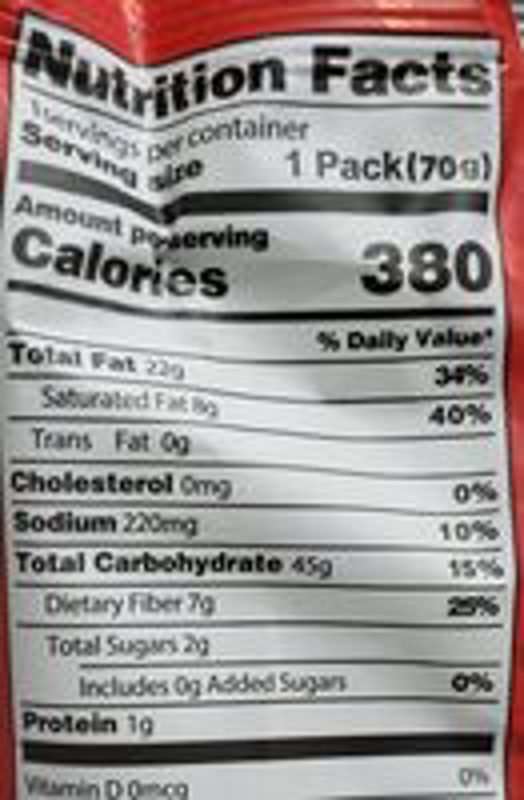 Nutrition Facts
1servings per container
Serving size 1 Pack(70g)
Amount per serving
Calories 380
% Daily Value*
Total Fat 22g 34%
Saturated Fat 8g 40%
Trans Fat 0g
Cholesterol 0mg 0%
Sodium 220mg 10%
Total Carbohydrate 45g 15%
Dietary Fiber 7g 25%
Total Sugars 2g
Includes 0g Added Sugars 0%
Protein 1g
Vitamin D 0mcg 0%